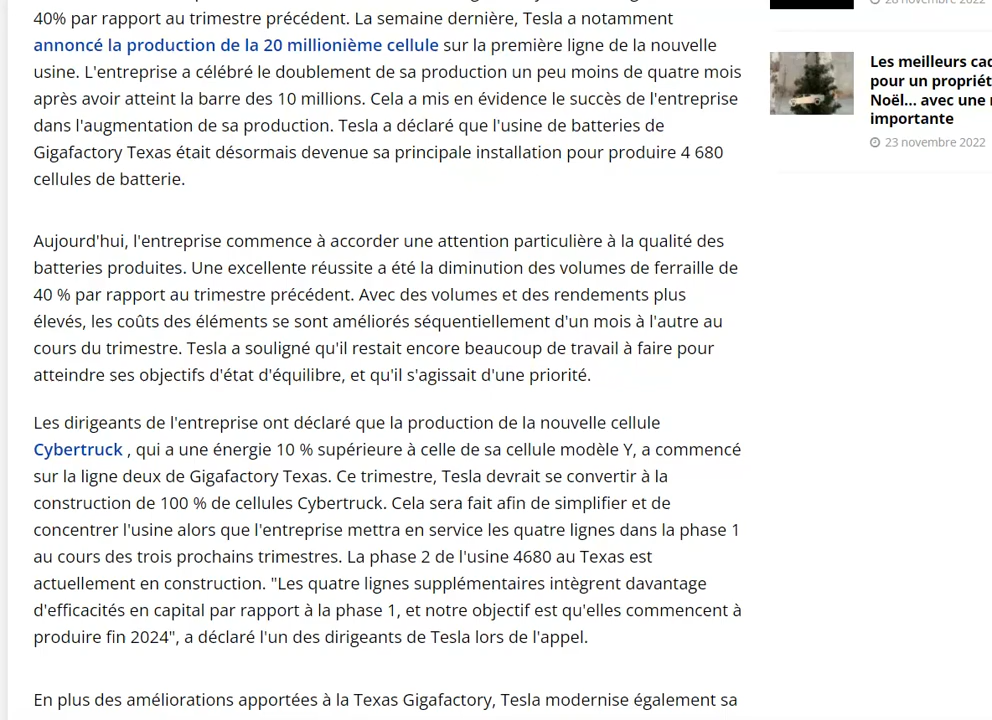 40% par rapport au trimestre précédent. La semaine dernière, Tesla a notamment
annoncé la production de la 20 millionième cellule sur la première ligne de la nouvelle
usine. L'entreprise a célébré le doublement de sa production un peu moins de quatre mois
après avoir atteint la barre des 10 millions. Cela a mis en évidence le succès de l'entreprise
dans l'augmentation de sa production. Tesla a déclaré que l'usine de batteries de
Gigafactory Texas était désormais devenue sa principale installation pour produire 4 680
cellules de batterie.
Aujourd'hui, l'entreprise commence à accorder une attention particulière à la qualité des
batteries produites. Une excellente réussite a été la diminution des volumes de ferraille de
40 % par rapport au trimestre précédent. Avec des volumes et des rendements plus
élevés, les coûts des éléments se sont améliorés séquentiellement d'un mois à l'autre au
cours du trimestre. Tesla a souligné qu'il restait encore beaucoup de travail à faire pour
atteindre ses objectifs d'état d'équilibre, et qu'il s'agissait d'une priorité.
Les dirigeants de l'entreprise ont déclaré que la production de la nouvelle cellule
Cybertruck , qui a une énergie 10 % supérieure à celle de sa cellule modèle Y, a commencé
sur la ligne deux de Gigafactory Texas. Ce trimestre, Tesla devrait se convertir à la
construction de 100 % de cellules Cybertruck. Cela sera fait afin de simplifier et de
concentrer l'usine alors que l'entreprise mettra en service les quatre lignes dans la phase 1
au cours des trois prochains trimestres. La phase 2 de l'usine 4680 au Texas est
actuellement en construction. "Les quatre lignes supplémentaires intègrent davantage
d'efficacités en capital par rapport à la phase 1, et notre objectif est qu'elles commencent à
produire fin 2024", a déclaré l'un des dirigeants de Tesla lors de l'appel.
En plus des améliorations apportées à la Texas Gigafactory, Tesla modernise également sa
28 novembre 2022
Les meilleurs
pour un
Noël... avec une
importante
23 novembre 2022